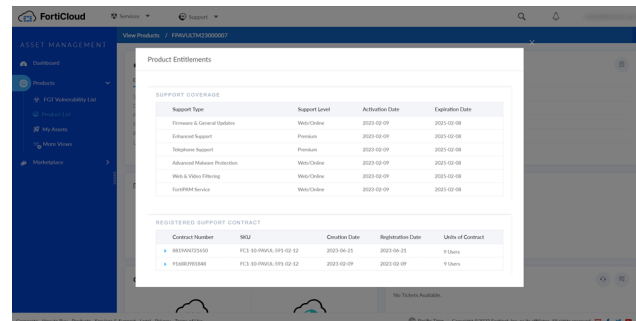 FortiCloud
Services
Support
View Products / FPAVULTM23000007
ASSET MANAGEMENT
Dashboard
Products
FGT Vulnerability List
Product List
My Assets
More Views
Marketplace
Product Entitlements
SUPPORT COVERAGE
Support Type Support Level Activation Date Expiration Date
Firmware & General Updates Web/Online 2023-02-09 2025-02-08
Enhanced Support Premium 2023-02-09 2025-02-08
Telephone Support Premium 2023-02-09 2025-02-08
Advanced Malware Protection Web/Online 2023-02-09 2025-02-08
Web & Video Filtering Web/Online 2023-02-09 2025-02-08
FortiPAM Service Web/Online 2023-02-09 2025-02-08
REGISTERED SUPPORT CONTRACT
Contract Number SKU Creation Date Registration Date Units of Contract
8819AN721650 FC1-10-PAVUL-591-02-12 2023-06-21 2023-06-21 9 Users
9168RJ981848 FC1-10-PAVUL-591-02-12 2023-02-09 2023-02-09 9 Users
No Tickets Available.